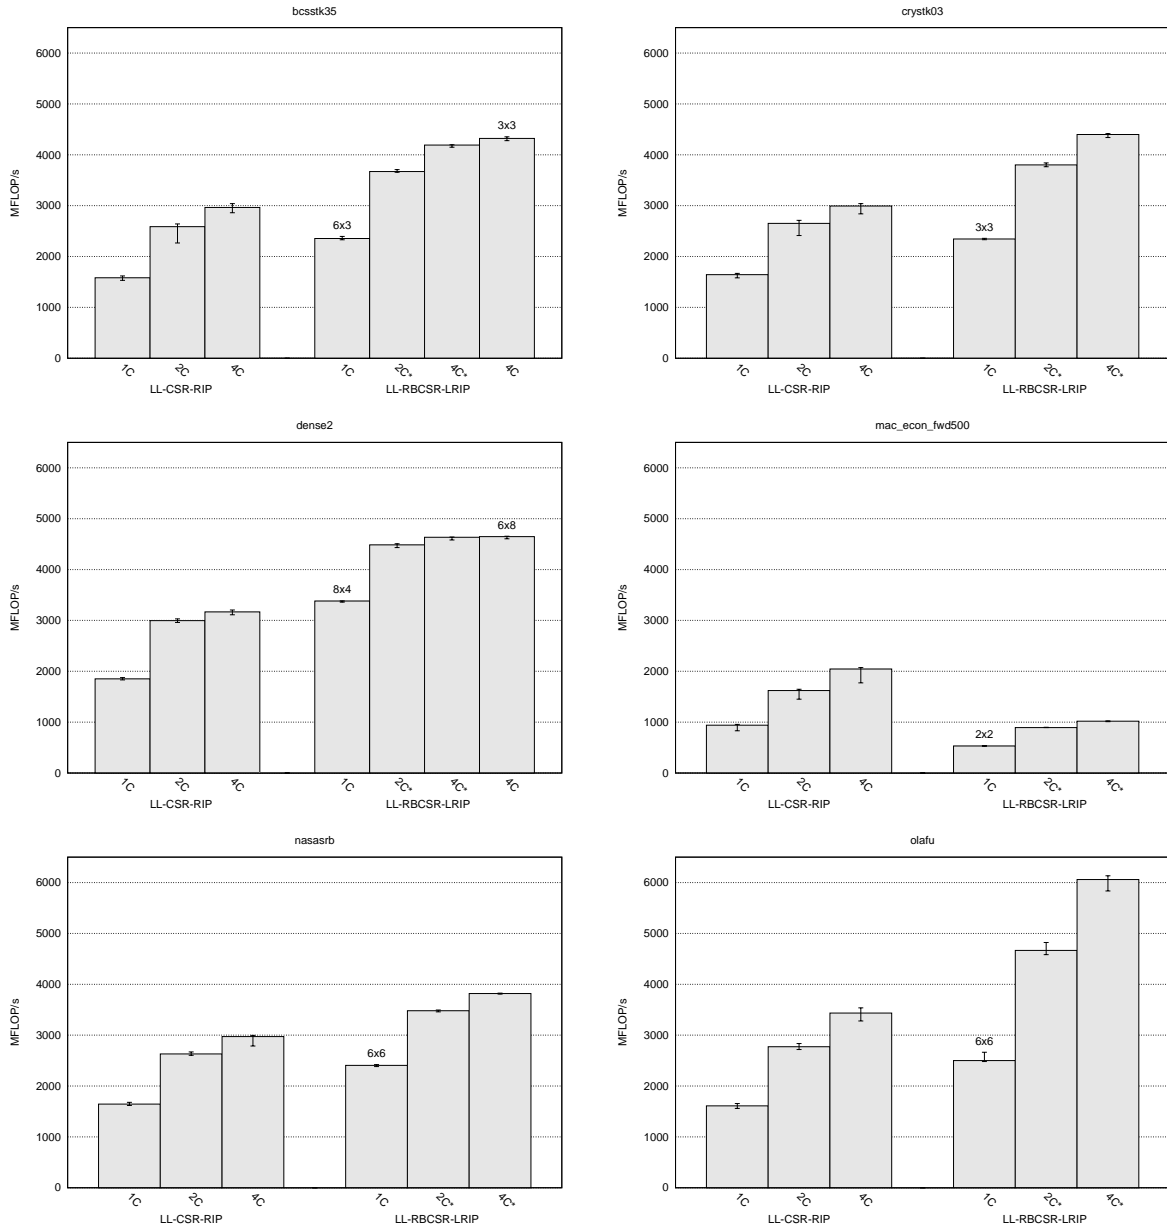 bcsstk35
6000
5000
4000
3000
2000
1000
0
MFLOP/s
6x3
3x3
1C 2C 4C 1C 2C* 4C* 4C
LL-CSR-RIP LL-RBCSR-LRIP
crystk03
6000
5000
4000
3000
2000
1000
0
MFLOP/s
3x3
1C 2C 4C 1C 2C* 4C*
LL-CSR-RIP LL-RBCSR-LRIP
dense2
6000
5000
4000
3000
2000
1000
0
MFLOP/s
8x4
6x8
1C 2C 4C 1C 2C* 4C* 4C
LL-CSR-RIP LL-RBCSR-LRIP
mac_econ_fwd500
6000
5000
4000
3000
2000
1000
0
MFLOP/s
2x2
1C 2C 4C 1C 2C* 4C*
LL-CSR-RIP LL-RBCSR-LRIP
nasasrb
6000
5000
4000
3000
2000
1000
0
MFLOP/s
6x6
1C 2C 4C 1C 2C* 4C*
LL-CSR-RIP LL-RBCSR-LRIP
olafu
6000
5000
4000
3000
2000
1000
0
MFLOP/s
6x6
1C 2C 4C 1C 2C* 4C*
LL-CSR-RIP LL-RBCSR-LRIP